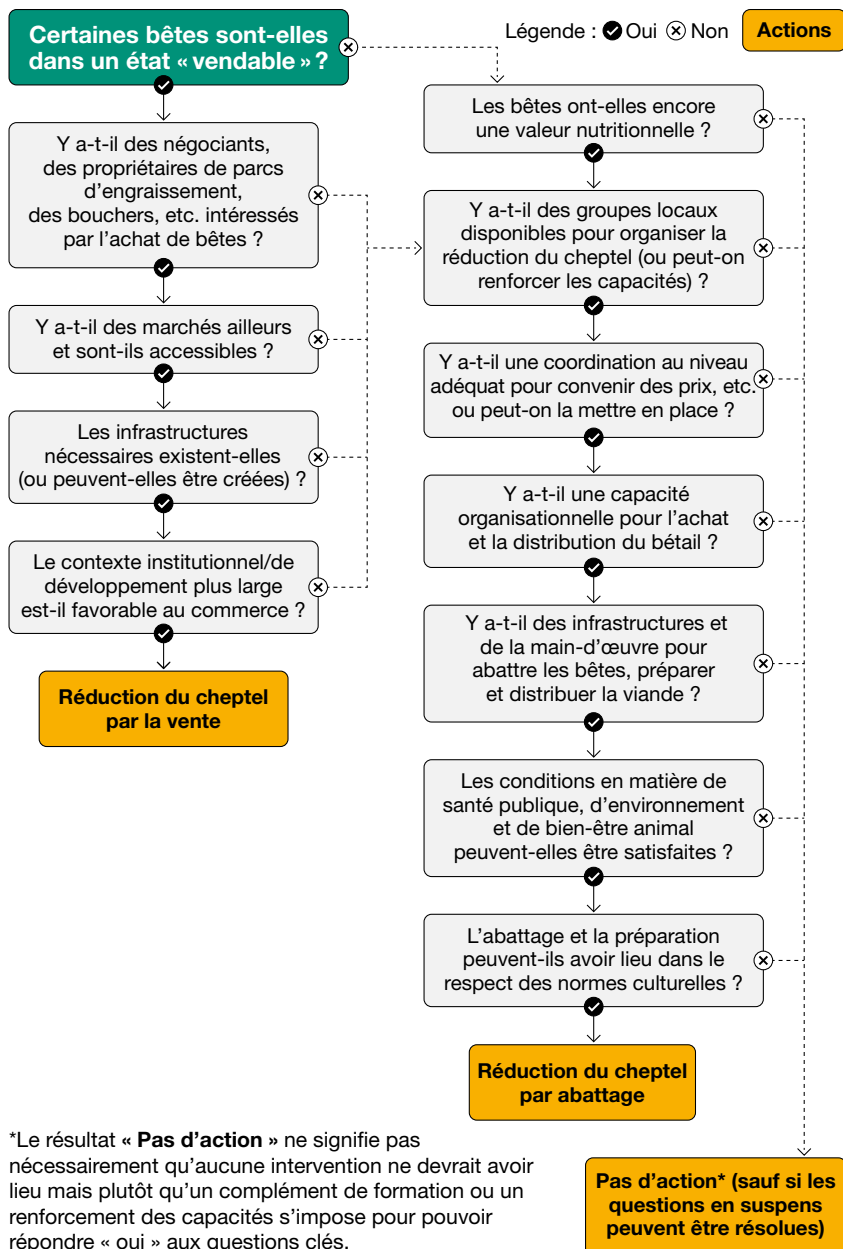 Certaines bêtes sont-elles
dans un état « vendable » ?
Légende : Oui Non Actions
Y a-t-il des négociants,
des propriétaires de parcs
d'engraissement,
des bouchers, etc. intéressés
par l'achat de bêtes ?
Y a-t-il des marchés ailleurs
et sont-ils accessibles ?
Les infrastructures
nécessaires existent-elles
(ou peuvent-elles être créées) ?
Le contexte institutionnel/de
développement plus large
est-il favorable au commerce ?
Réduction du cheptel
par la vente
Les bêtes ont-elles encore
une valeur nutritionnelle ?
Y a-t-il des groupes locaux
disponibles pour organiser la
réduction du cheptel (ou peut-on
renforcer les capacités) ?
Y a-t-il une coordination au niveau
adéquat pour convenir des prix, etc.
ou peut-on la mettre en place ?
Y a-t-il une capacité
organisationnelle pour l'achat
et la distribution du bétail ?
Y a-t-il des infrastructures et
de la main-d'œuvre pour
abattre les bêtes, préparer
et distribuer la viande ?
Les conditions en matière de
santé publique, d'environnement
et de bien-être animal
peuvent-elles être satisfaites ?
L'abattage et la préparation
peuvent-ils avoir lieu dans le
respect des normes culturelles ?
Réduction du cheptel
par abattage
*Le résultat « Pas d'action » ne signifie pas
nécessairement qu'aucune intervention ne devrait avoir
lieu mais plutôt qu'un complément de formation ou un
renforcement des capacités s'impose pour pouvoir
répondre « oui » aux questions clés.
Pas d'action* (sauf si les
questions en suspens
peuvent être résolues)